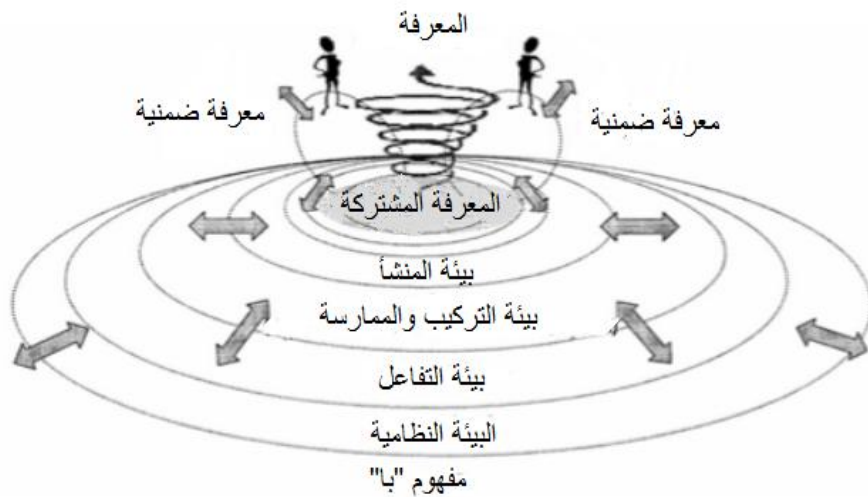 المعرفة
معرفة ضمنية
معرفة ضمنية
المعرفة المشتركة
بيئة المنشأ
بيئة التركيب والممارسة
بيئة التفاعل
البيئة النظامية
مفهوم "با"